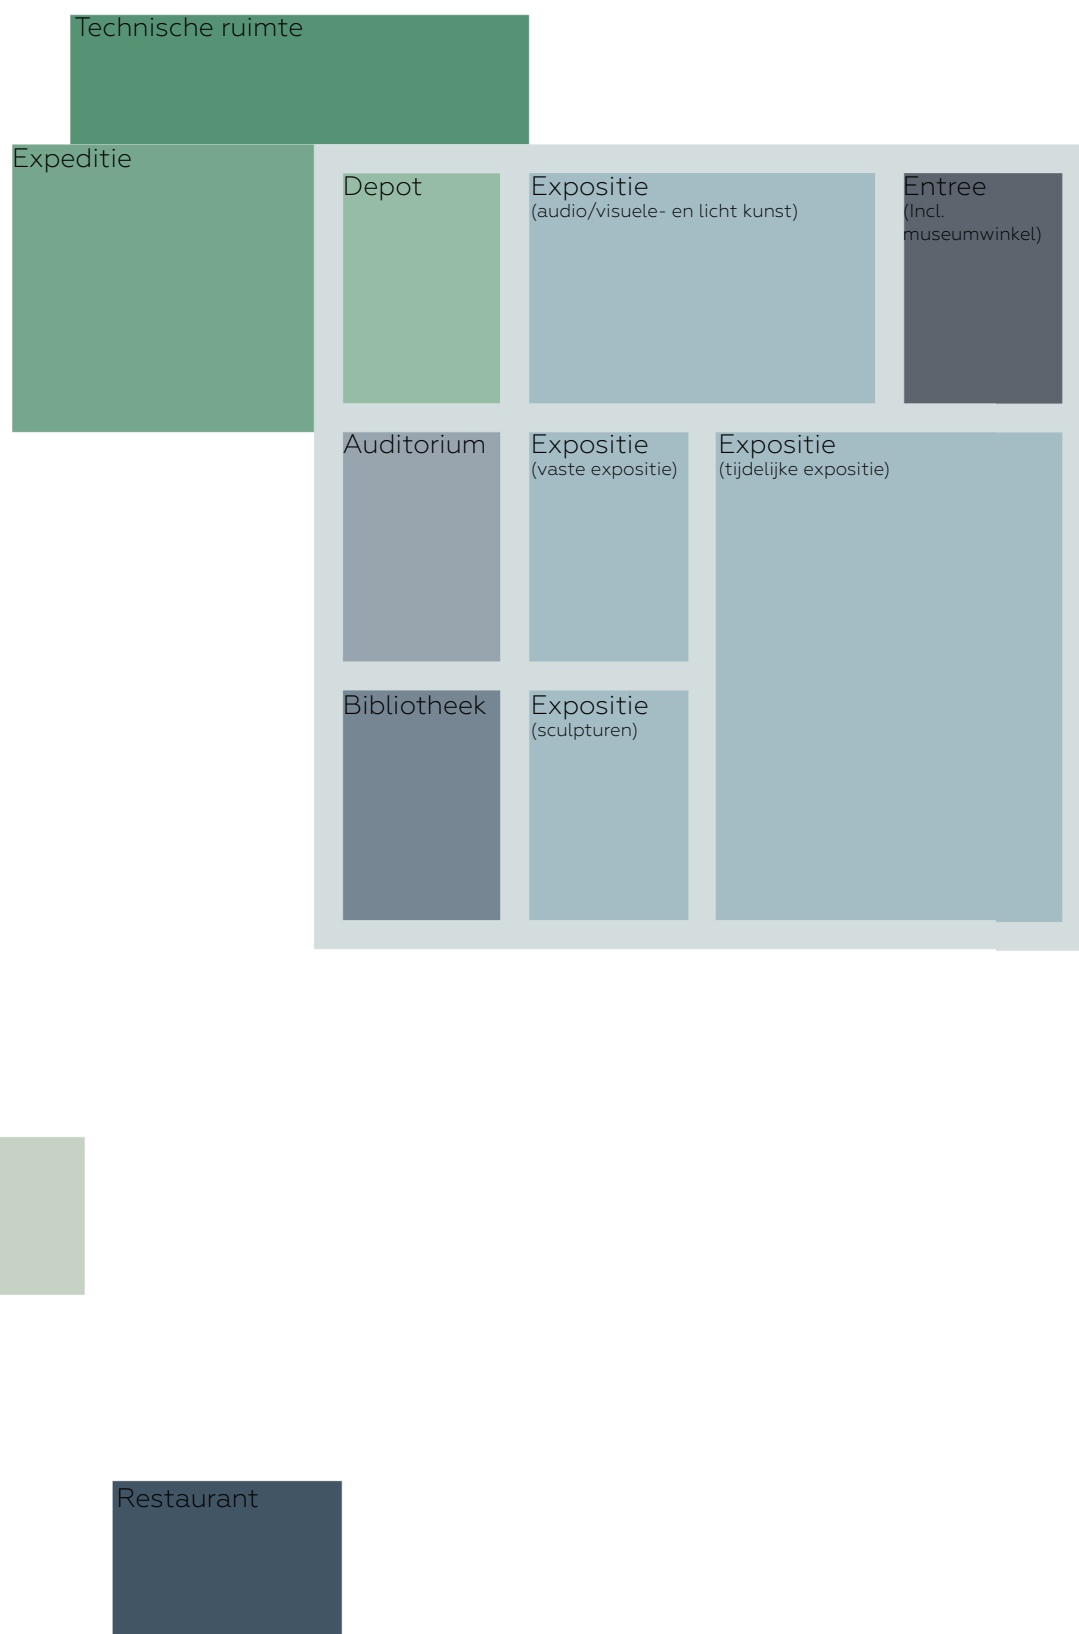 Technische ruimte
Expeditie
Depot
Expositie
(audio/visuele- en licht kunst)
Entree
(Incl.
museumwinkel)
Auditorium
Expositie
(vaste expositie)
Expositie
(tijdelijke expositie)
Bibliotheek
Expositie
(sculpturen)
Restaurant